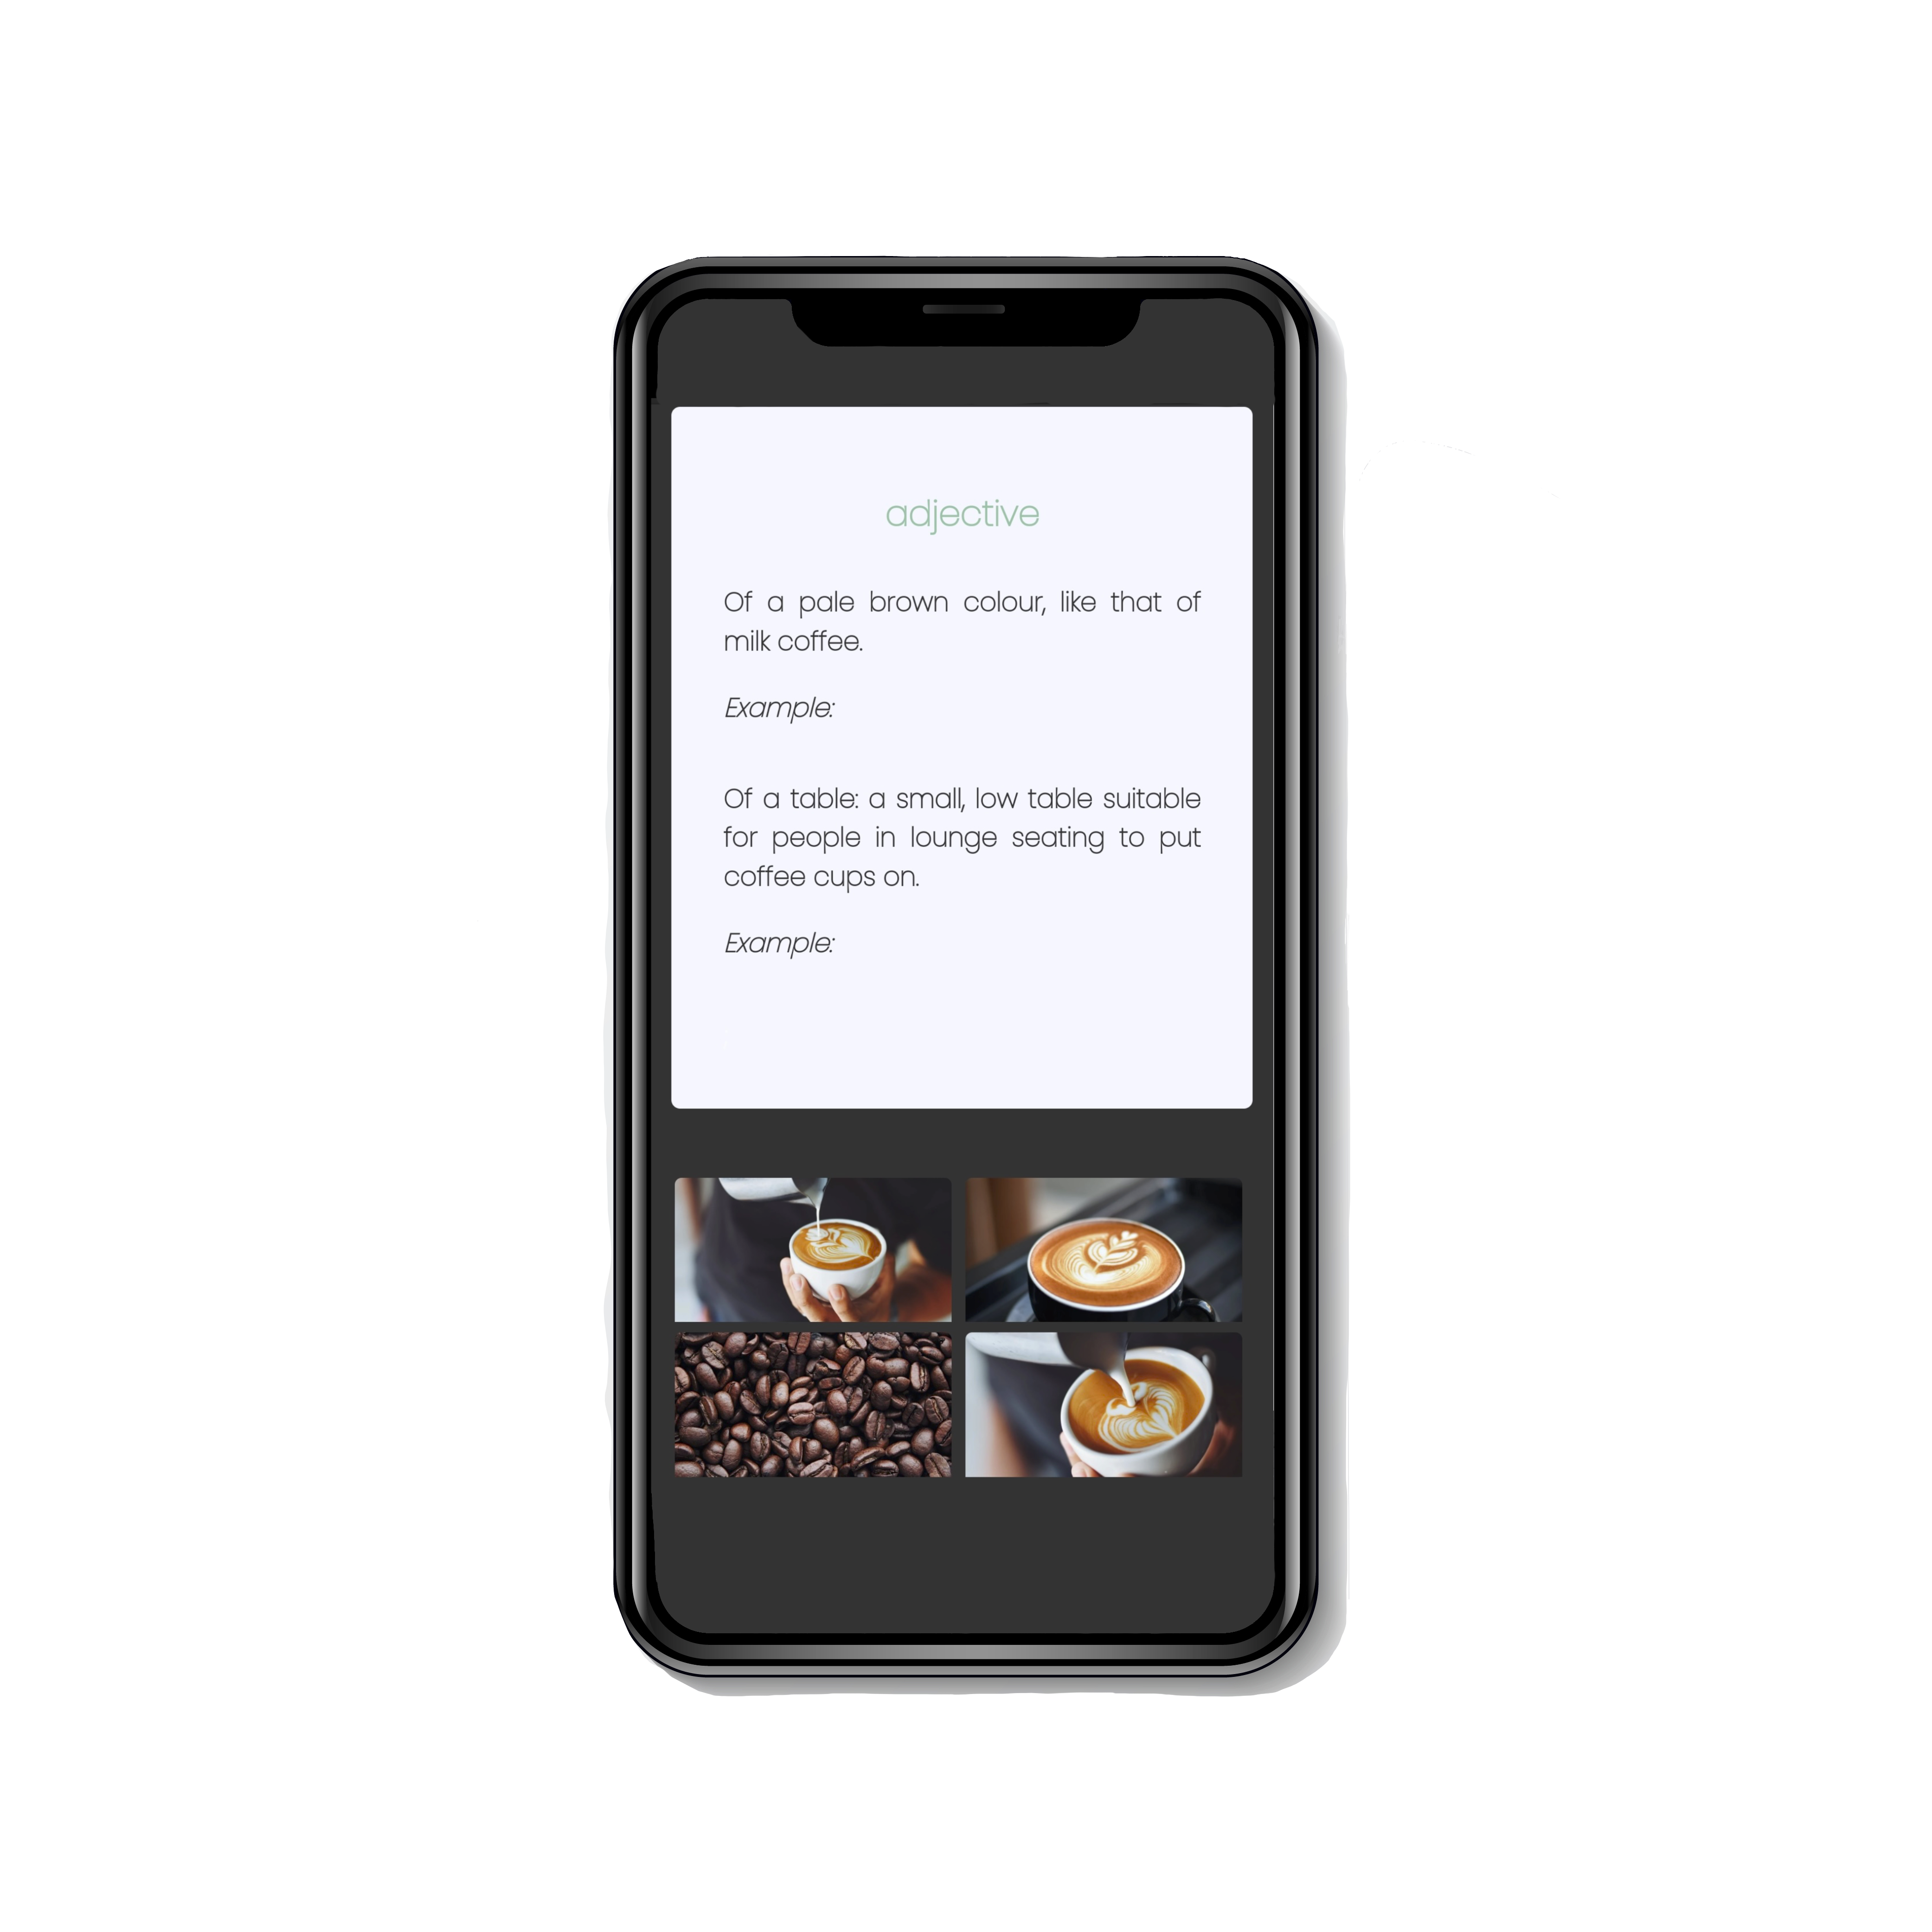 adjective
Of a pale brown colour, like that of
milk coffee.
Example:
Of a table: a small, low table suitable
for people in lounge seating to put
coffee cups on.
Example: